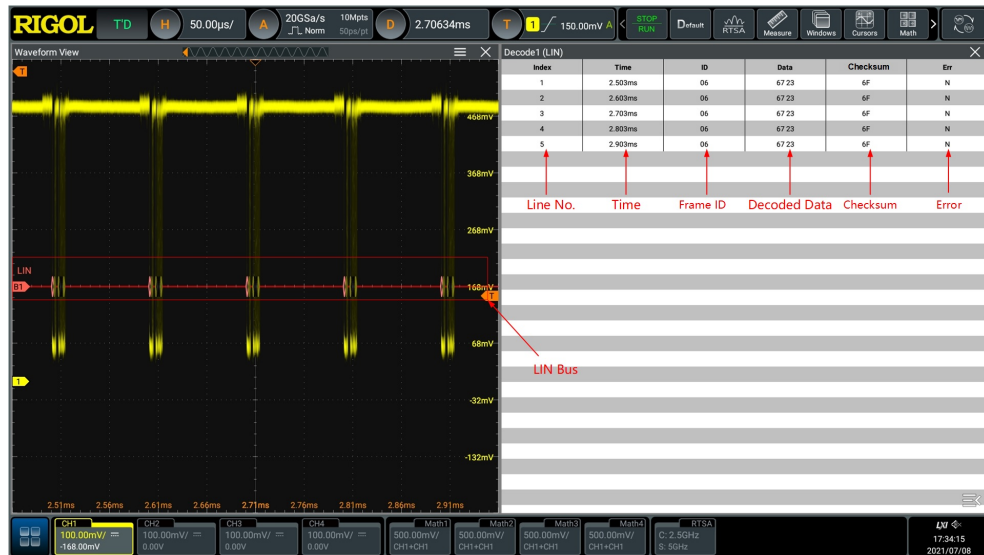 RIGOL T'D H 50.00μs/ A 20GSa/s 10Mpts D 2.70634ms T 1 150.00mV A < STOP Default RTSA Measure Windows Cursors Math >
Norm 50ps/pt RUN
Waveform View
T
468mV
368mV
268mV
LIN
B1
168mV
T
68mV
1
-32mV
-132mV
2.51ms 2.56ms 2.61ms 2.66ms 2.71ms 2.76ms 2.81ms 2.86ms 2.91ms
Decode1 (LIN)
Index Time ID Data Checksum Err
1 2.503ms 06 67 23 6F N
2 2.603ms 06 67 23 6F N
3 2.703ms 06 67 23 6F N
4 2.803ms 06 67 23 6F N
5 2.903ms 06 67 23 6F N
Line No. Time Frame ID Decoded Data Checksum Error
LIN Bus
CH1 CH2 CH3 CH4 Math1 Math2 Math3 Math4 RTSA
100.00mV/ 100.00mV/ 100.00mV/ 100.00mV/ 500.00mV/ 500.00mV/ 500.00mV/ 500.00mV/ C: 2.5GHz
-168.00mV 0.00V 0.00V 0.00V CH1+CH1 CH1+CH1 CH1+CH1 CH1+CH1 S: 5GHz
LXI
17:34:15
2021/07/08